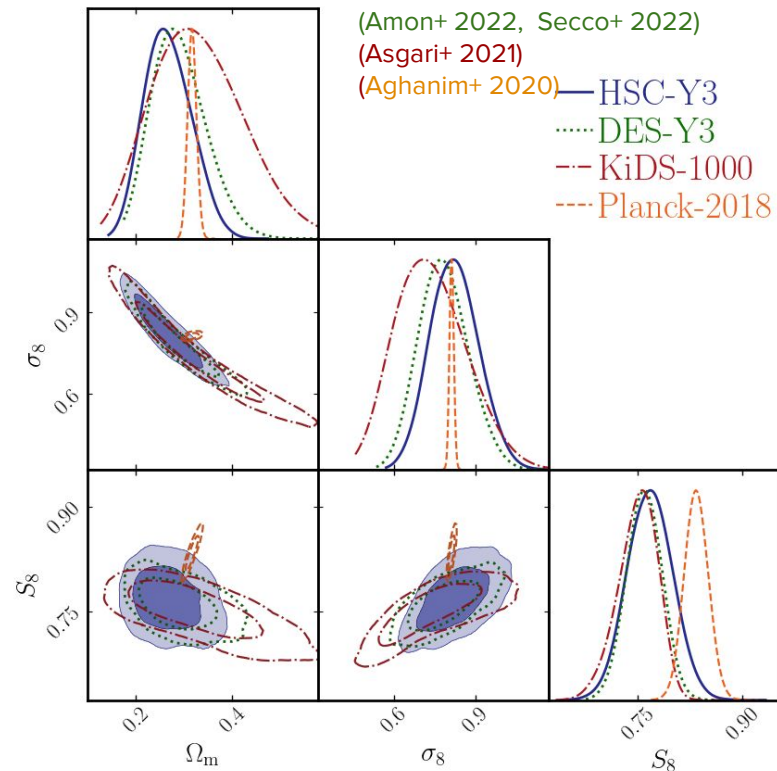 (Amon+ 2022, Secco+ 2022)
(Asgari+ 2021)
(Aghanim+ 2020)
HSC-Y3
DES-Y3
KiDS-1000
Planck-2018
σ₈
0.9
0.6
S₈
0.90
0.75
0.2
0.4
Ωₘ
0.6
0.9
σ₈
0.75
0.90
S₈